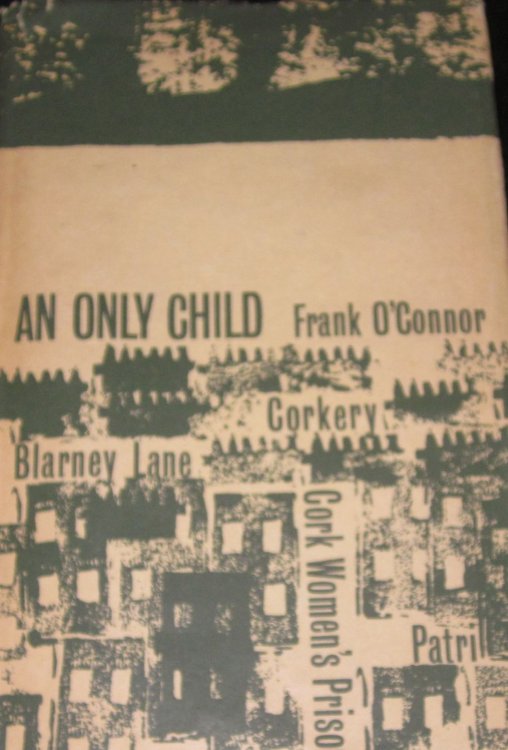 AN ONLY CHILD Frank O'Connor
Corkery
Blarney Lane
Cork Women's Priso
Patri